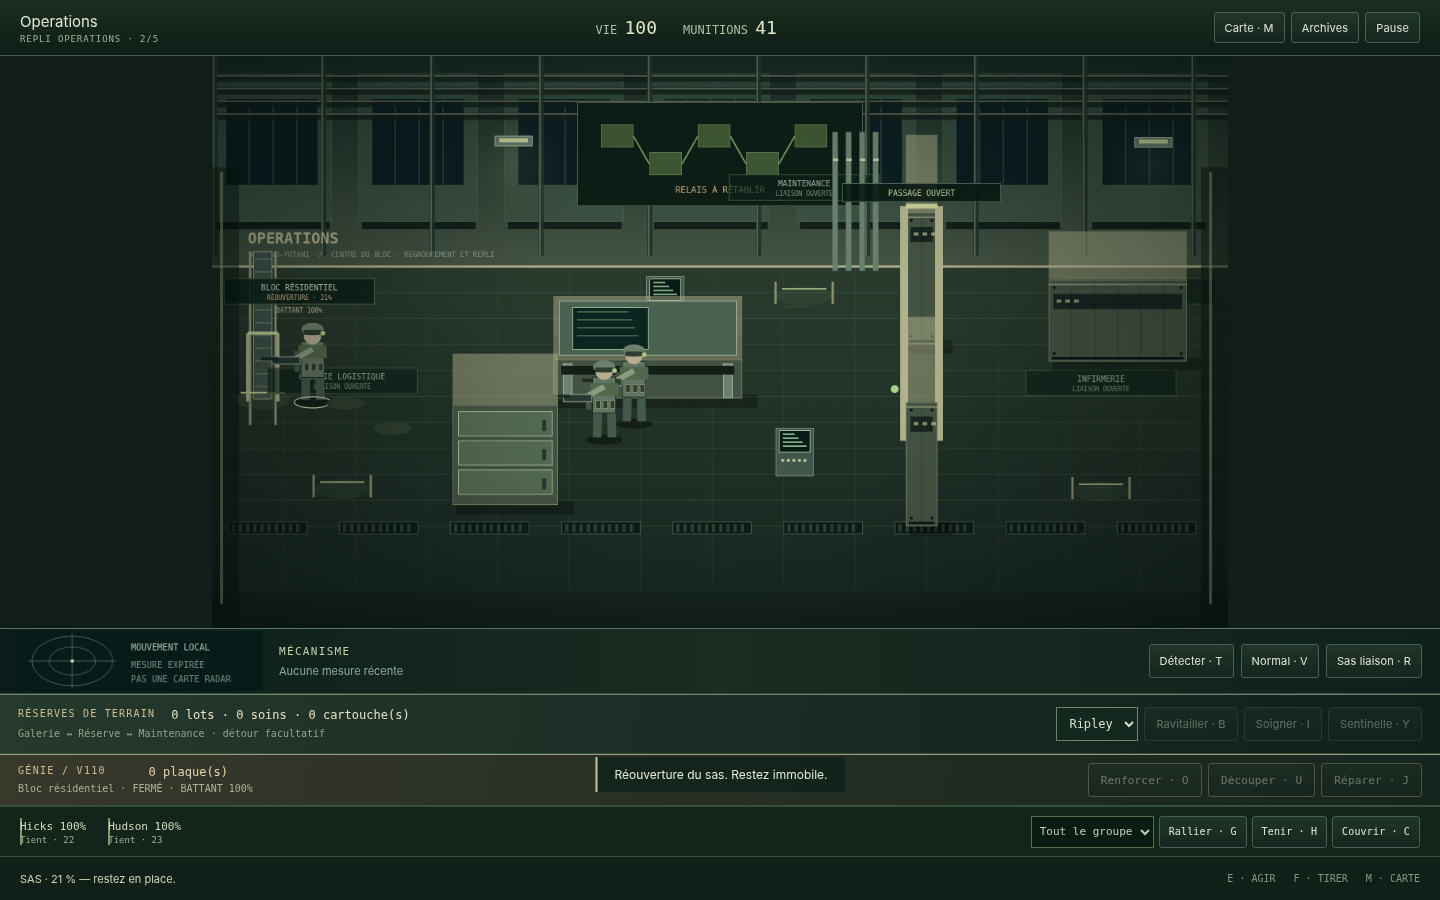 Operations
REPLI OPERATIONS · 2/5
VIE 100 MUNITIONS 41
Carte · M
Archives
Pause
RELAIS À RÉTABLIR
MAINTENANCE
LIAISON OUVERTE
PASSAGE OUVERT
OPERATIONS
CENTRE DU BLOC · REGROUPEMENT ET REPLI
BLOC RÉSIDENTIEL
RÉOUVERTURE · 21%
BATTANT 100%
LOGISTIQUE
LIAISON OUVERTE
INFIRMERIE
LIAISON OUVERTE
MOUVEMENT LOCAL
MESURE EXPIRÉE
PAS UNE CARTE RADAR
MÉCANISME
Aucune mesure récente
Détecter · T
Normal · V
Sas liaison · R
RÉSERVES DE TERRAIN 0 lots · 0 soins · 0 cartouche(s)
Galerie ↔ Réserve ↔ Maintenance · détour facultatif
Ripley
Ravitailler · B
Soigner · I
Sentinelle · Y
GÉNIE / V110 0 plaque(s)
Bloc résidentiel · FERMÉ · BATTANT 100%
Réouverture du sas. Restez immobile.
Renforcer · O
Découper · U
Réparer · J
Hicks 100%
Tient · 22
Hudson 100%
Tient · 23
Tout le groupe
Rallier · G
Tenir · H
Couvrir · C
SAS · 21 % — restez en place.
E · AGIR F · TIRER M · CARTE